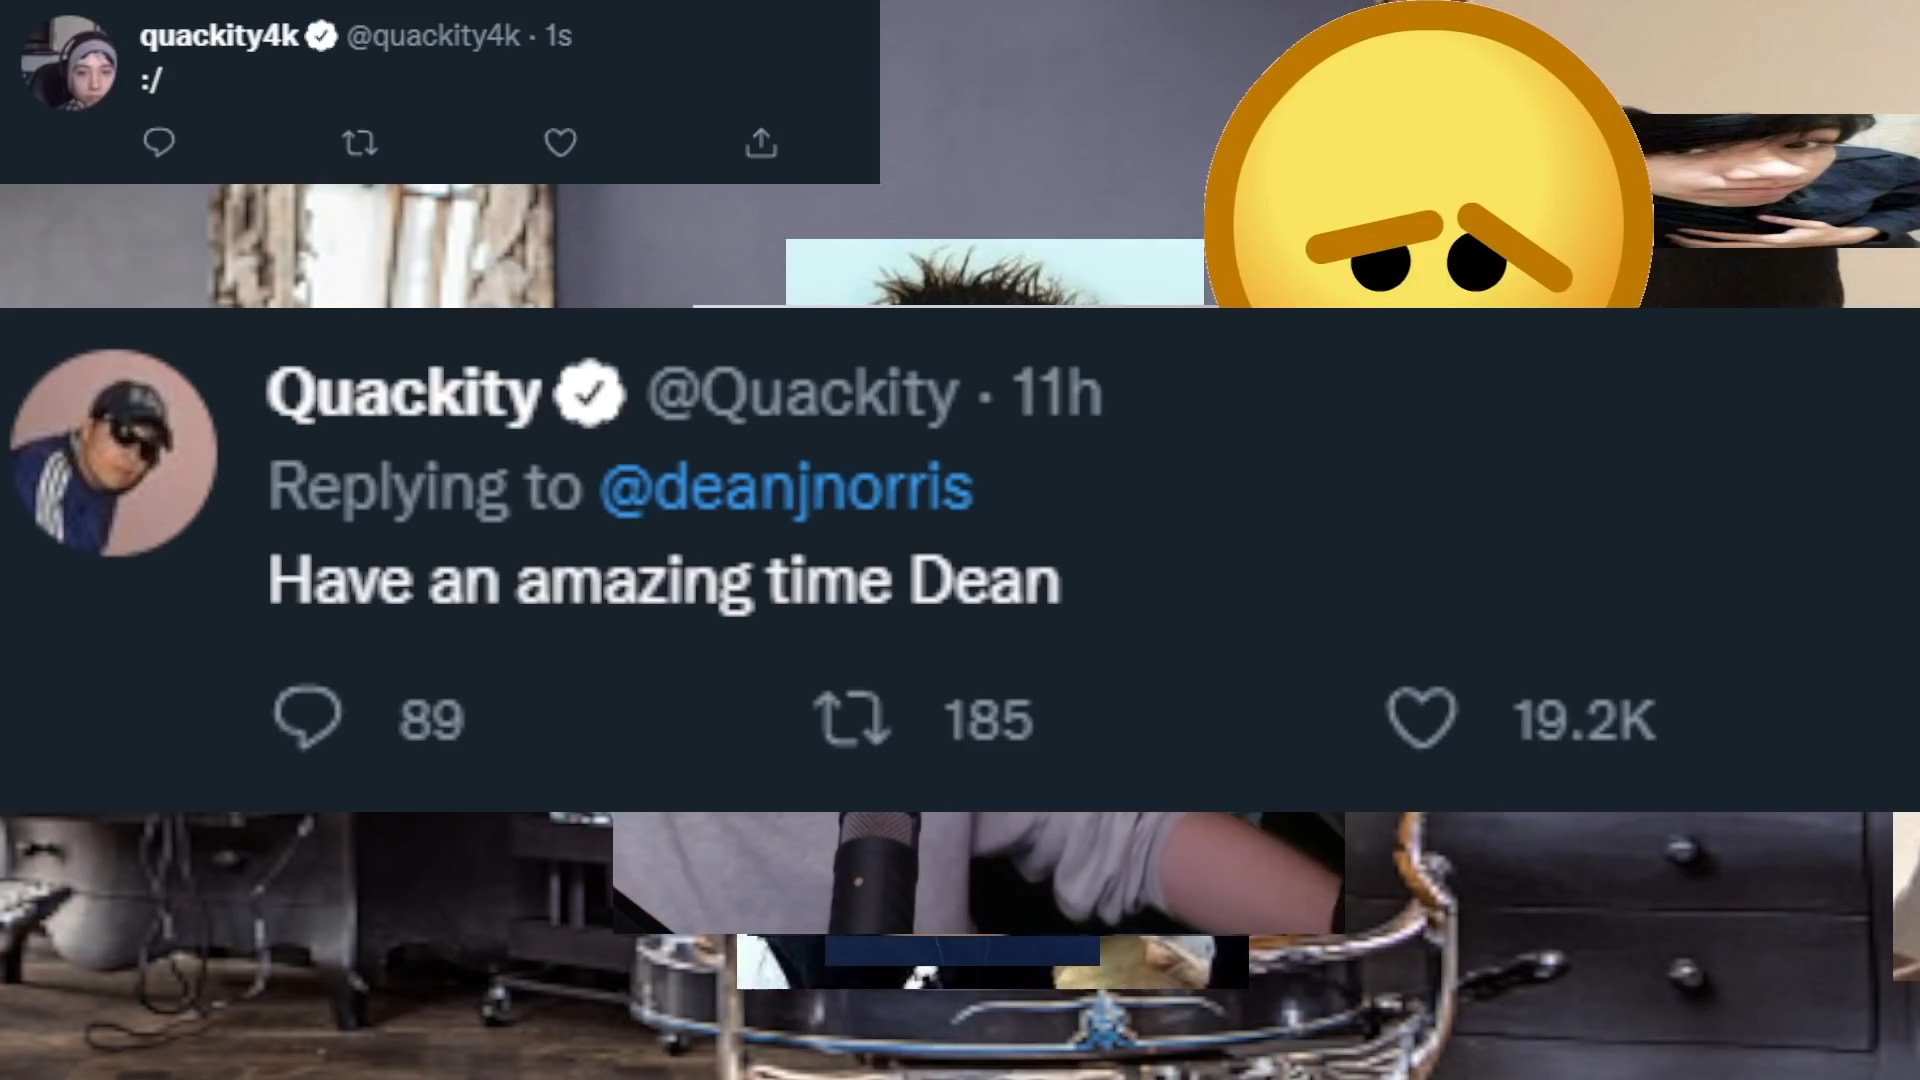 quackity4k @quackity4k · 1s
:/
Quackity @Quackity · 11h
Replying to @deanjnorris
Have an amazing time Dean
89 185 19.2K